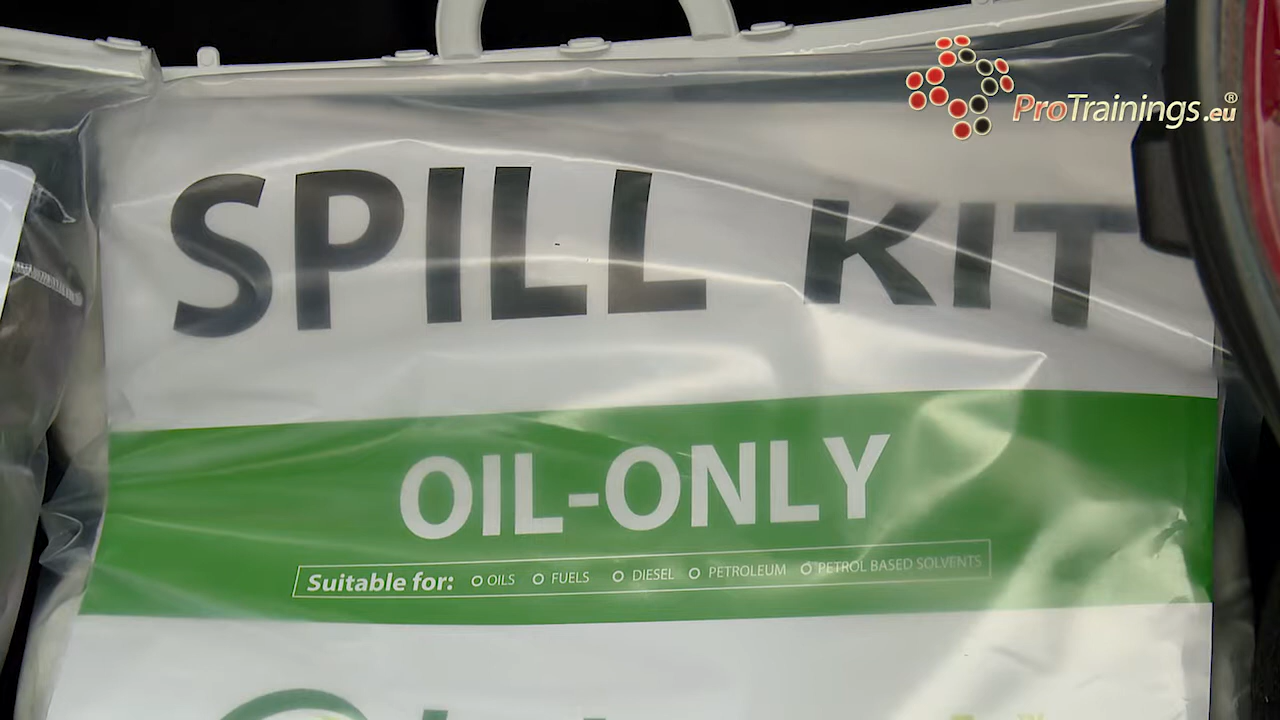 ProTrainings.eu®
SPILL KIT
OIL-ONLY
Suitable for: O OILS O FUELS O DIESEL O PETROLEUM O PETROL BASED SOLVENTS